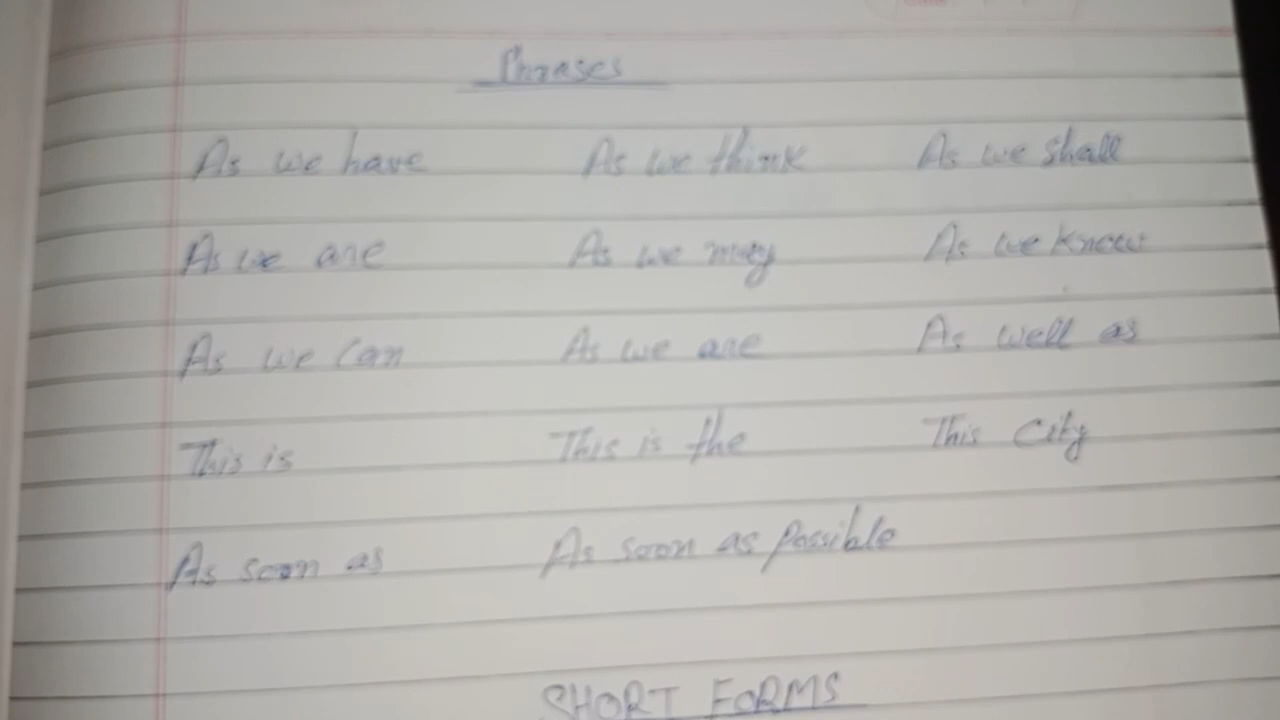 Phrases
As we have As we think As we shall
As we are As we may As we know
As we can As we are As well as
This is This is the This City
As soon as As soon as possible
SHORT FORMS